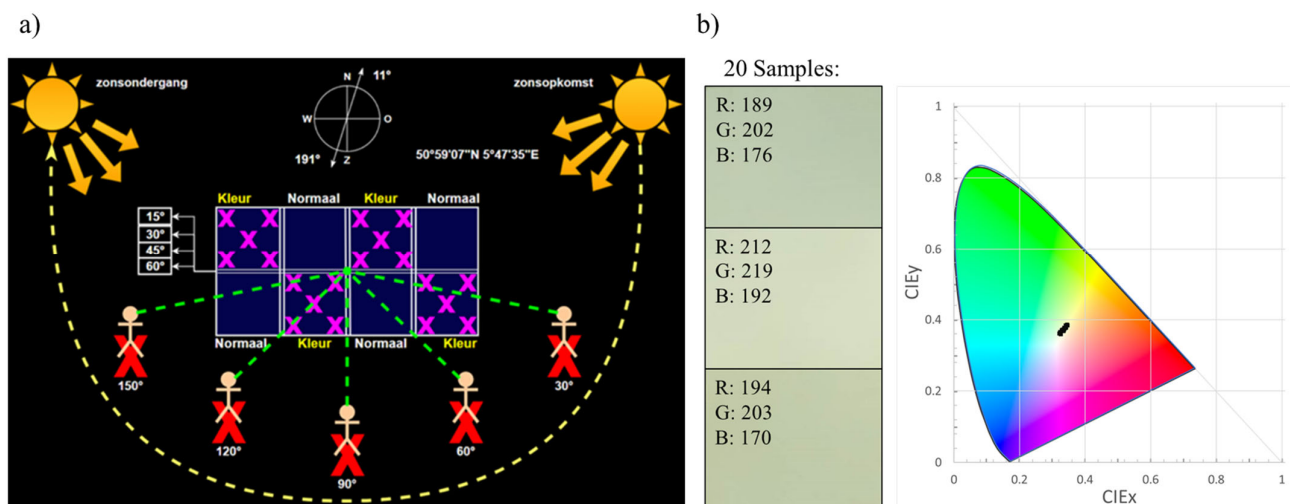 a)
zonsondergang
zonsopkomst
N
11°
W
O
191°
Z
50°59'07"N 5°47'35"E
Kleur
Normaal
Kleur
Normaal
15°
30°
45°
60°
Normaal
Kleur
Normaal
Kleur
150°
120°
90°
60°
30°
b)
20 Samples:
R: 189
G: 202
B: 176
R: 212
G: 219
B: 192
R: 194
G: 203
B: 170
CIEy
1
0.8
0.6
0.4
0.2
0
0
0.2
0.4
0.6
0.8
1
CIEx